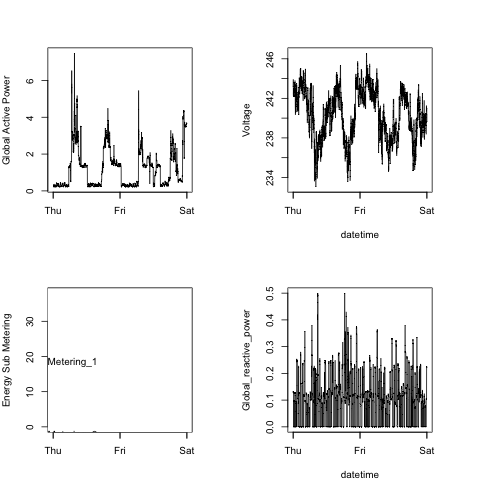 Global Active Power
6
4
2
0
Thu
Fri
Sat
Voltage
246
242
238
234
Thu
Fri
Sat
datetime
Energy Sub Metering
30
20
10
0
Metering_1
Thu
Fri
Sat
Global_reactive_power
0.5
0.4
0.3
0.2
0.1
0.0
Thu
Fri
Sat
datetime